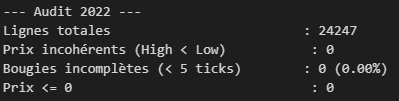 --- Audit 2022 ---
Lignes totales : 24247
Prix incohérents (High < Low) : 0
Bougies incomplètes (< 5 ticks) : 0 (0.00%)
Prix <= 0 : 0